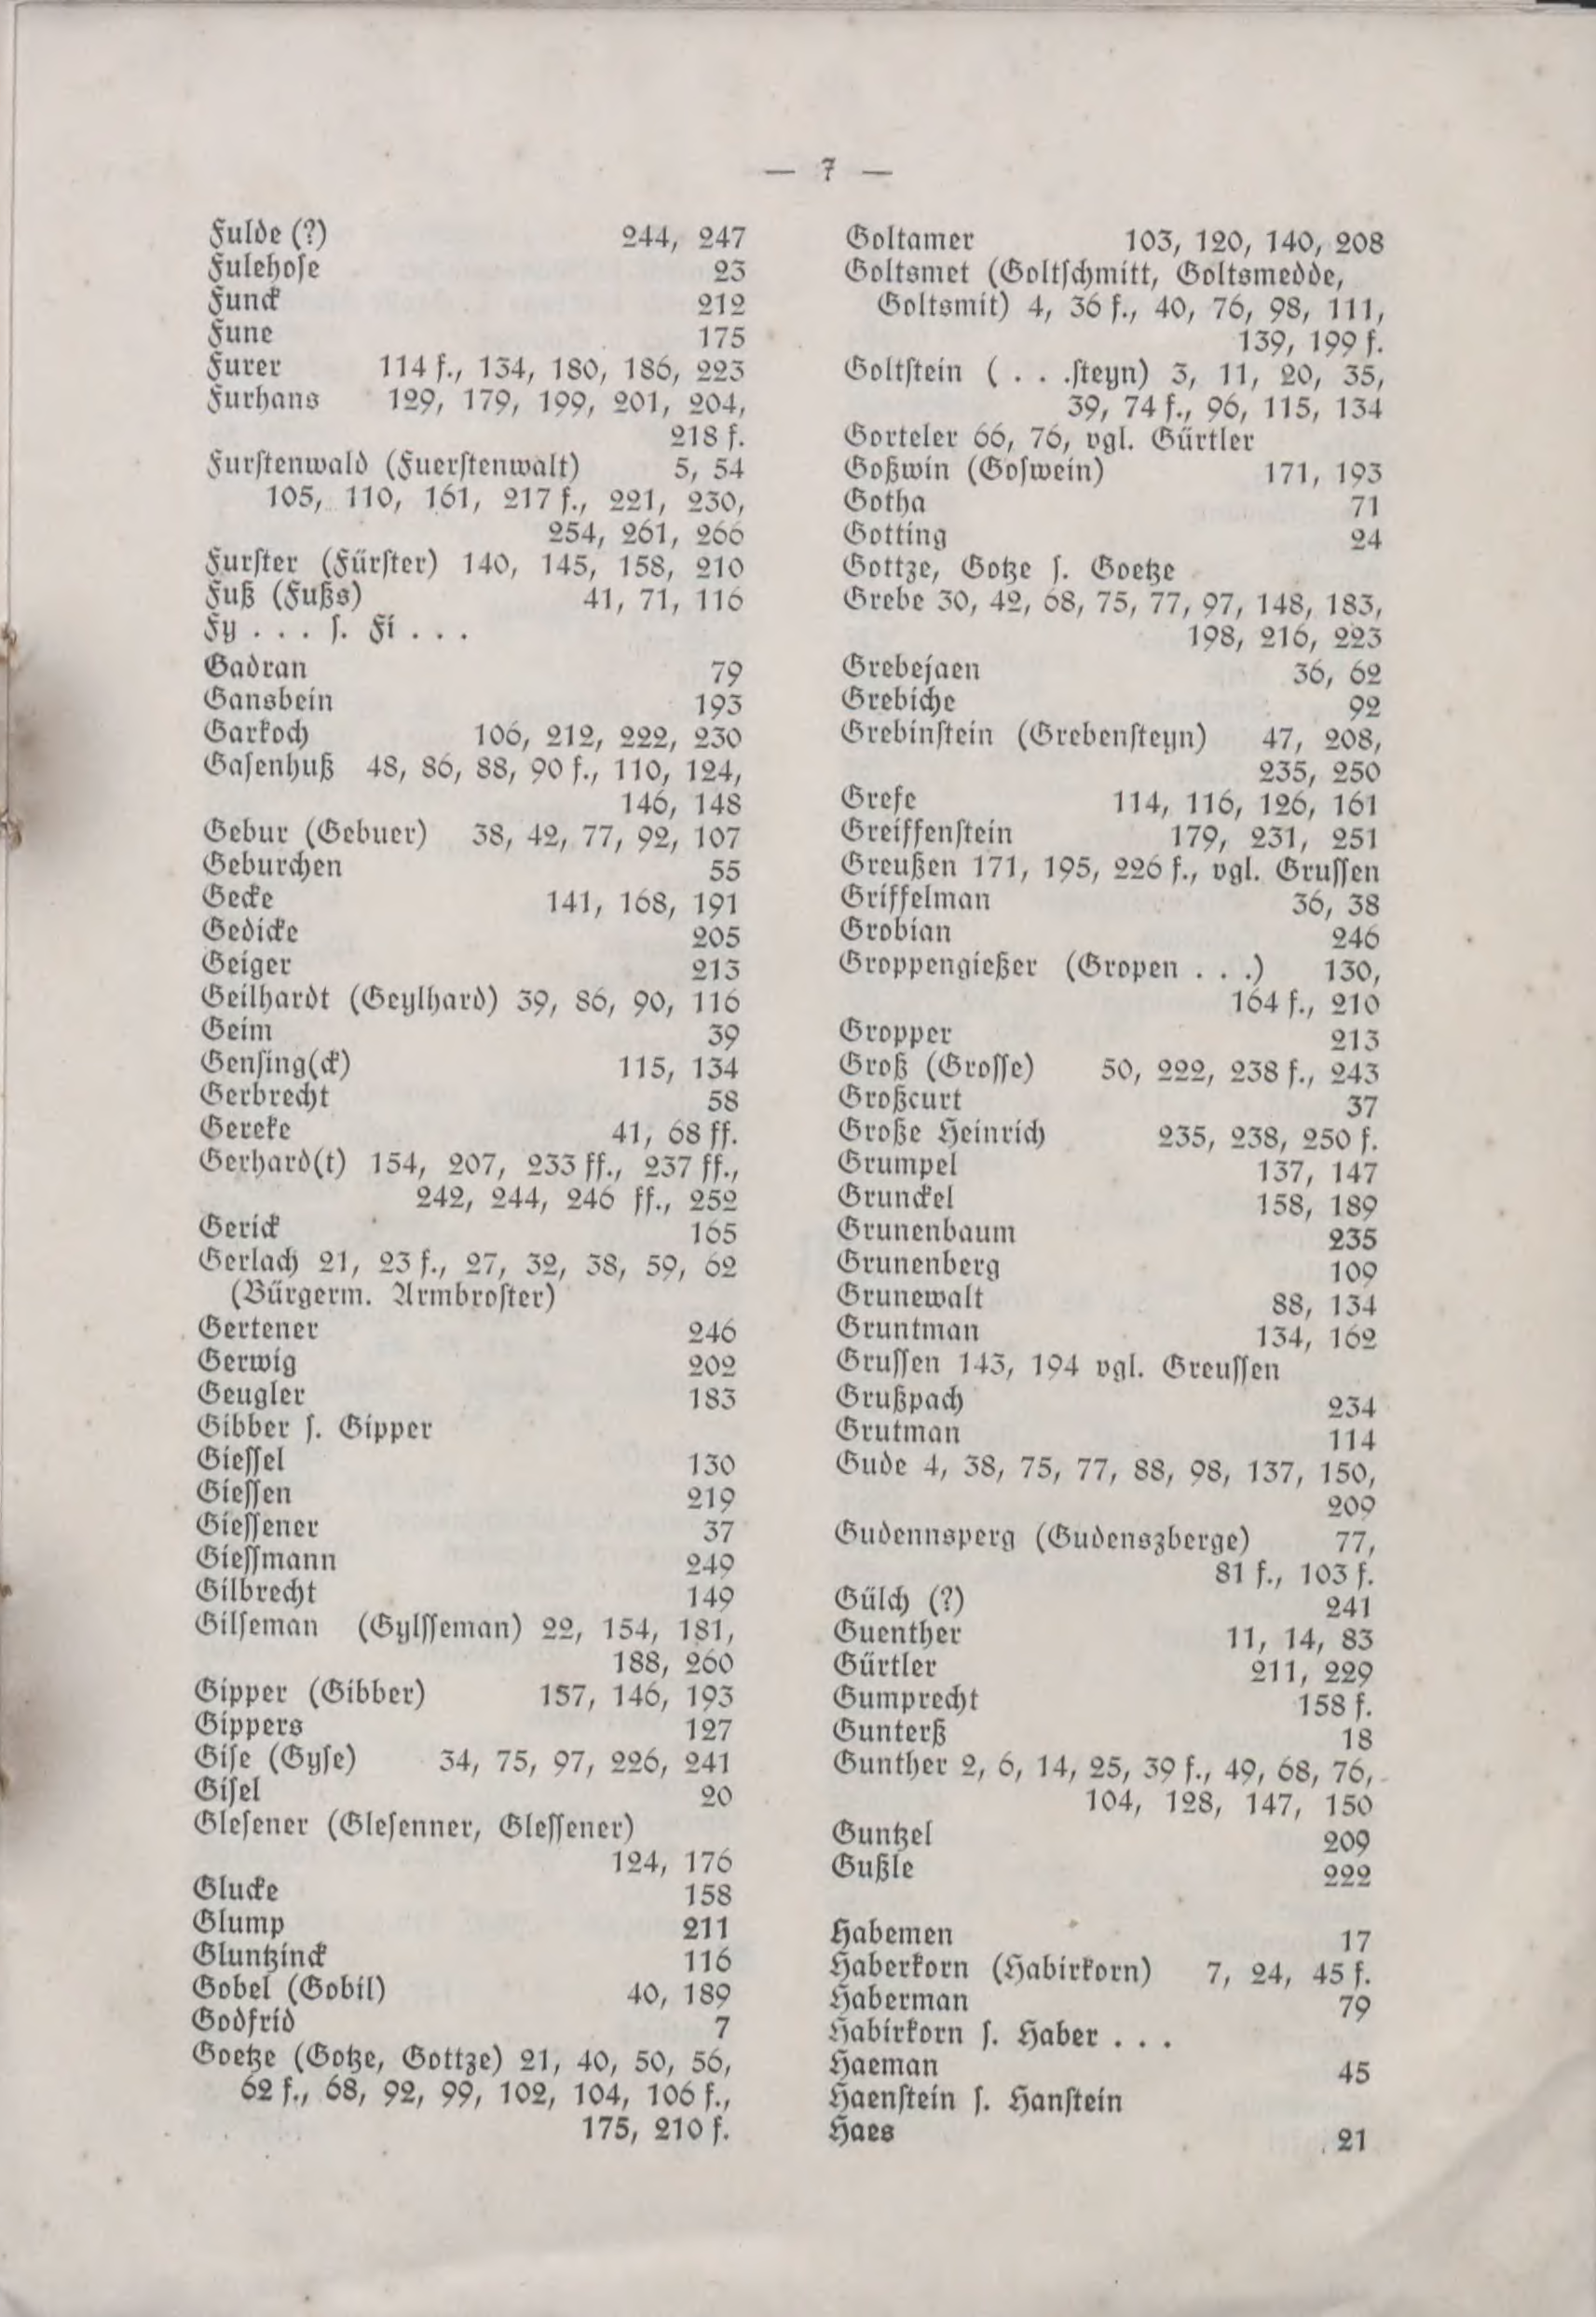 — 7 —
Fulde (?) 244, 247
Fulehoſe 23
Funck 212
Fune 175
Furer 114 f., 134, 180, 186, 223
Furhans 129, 179, 199, 201, 204,
218 f.
Furſtenwald (Fuerſtenwalt) 5, 54
105, 110, 161, 217 f., 221, 230,
254, 261, 266
Furſter (Fürſter) 140, 145, 158, 210
Fuß (Fußs) 41, 71, 116
Fy . . . ſ. Fi . . .
Gadran 79
Gansbein 193
Garkoch 106, 212, 222, 230
Gaſenhuß 48, 86, 88, 90 f., 110, 124,
146, 148
Gebur (Gebuer) 38, 42, 77, 92, 107
Geburchen 55
Gecke 141, 168, 191
Gedicke 205
Geiger 213
Geilhardt (Geylhard) 39, 86, 90, 116
Geim 39
Genſing(ck) 115, 134
Gerbrecht 58
Gereke 41, 68 ff.
Gerhard(t) 154, 207, 233 ff., 237 ff.,
242, 244, 246 ff., 252
Gerick 165
Gerlach 21, 23 f., 27, 32, 38, 59, 62
(Bürgerm. Armbroſter)
Gertener 246
Gerwig 202
Geugler 183
Gibber ſ. Gipper
Gieſſel 130
Gieſſen 219
Gieſſener 37
Gieſſmann 249
Gilbrecht 149
Gilſeman (Gylſſeman) 22, 154, 181,
188, 260
Gipper (Gibber) 157, 146, 193
Gippers 127
Giſe (Gyſe) 34, 75, 97, 226, 241
Giſel 20
Gleſener (Gleſenner, Gleſſener)
124, 176
Glucke 158
Glump 211
Gluntzinck 116
Gobel (Gobil) 40, 189
Godfrid 7
Goetze (Gotze, Gottze) 21, 40, 50, 56,
62 f., 68, 92, 99, 102, 104, 106 f.,
175, 210 f.
Goltamer 103, 120, 140, 208
Goltsmet (Goltſchmitt, Goltsmedde,
Goltsmit) 4, 36 f., 40, 76, 98, 111,
139, 199 f.
Goltſtein ( . . .ſteyn) 3, 11, 20, 35,
39, 74 f., 96, 115, 134
Gorteler 66, 76, vgl. Gürtler
Goßwin (Goſwein) 171, 193
Gotha 71
Gotting 24
Gottze, Gotze ſ. Goetze
Grebe 30, 42, 68, 75, 77, 97, 148, 183,
198, 216, 223
Grebejaen 36, 62
Grebiche 92
Grebinſtein (Grebenſteyn) 47, 208,
235, 250
Grefe 114, 116, 126, 161
Greiffenſtein 179, 231, 251
Greußen 171, 195, 226 f., vgl. Gruſſen
Griffelman 36, 38
Grobian 246
Groppengießer (Gropen . . .) 130,
164 f., 210
Gropper 213
Groß (Groſſe) 50, 222, 238 f., 243
Großcurt 37
Große Heinrich 235, 238, 250 f.
Grumpel 137, 147
Grunckel 158, 189
Grunenbaum 235
Grunenberg 109
Grunewalt 88, 134
Gruntman 134, 162
Gruſſen 143, 194 vgl. Greuſſen
Grußpach 234
Grutman 114
Gude 4, 38, 75, 77, 88, 98, 137, 150,
209
Gudennsperg (Gudenszberge) 77,
81 f., 103 f.
Gülch (?) 241
Guenther 11, 14, 83
Gürtler 211, 229
Gumprecht 158 f.
Gunterß 18
Gunther 2, 6, 14, 25, 39 f., 49, 68, 76,
104, 128, 147, 150
Guntzel 209
Gußle 222
Habemen 17
Haberkorn (Habirkorn) 7, 24, 45 f.
Haberman 79
Habirkorn ſ. Haber . . .
Haeman 45
Haenſtein ſ. Hanſtein
Haes 21